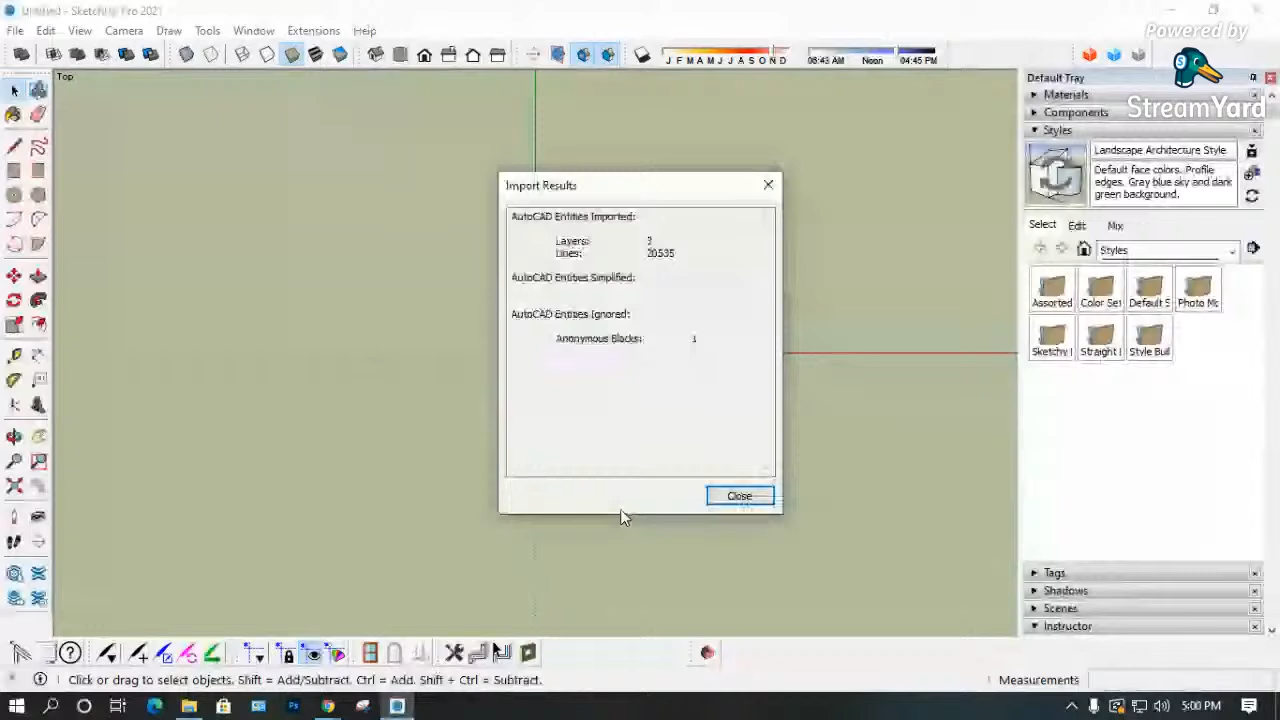 Untitled - SketchUp Pro 2021
File Edit View Camera Draw Tools Window Extensions Help
Powered by
StreamYard
J F M A M J J A S O N D
06:43 AM Noon 04:45 PM
Top
Default Tray
Materials
Components
Styles
Landscape Architecture Style
Default face colors. Profile
edges. Gray blue sky and dark
green background.
Select Edit Mix
Styles
Assorted Color Set Default S Photo Mo
Sketchy Straight Style Buil
Import Results
AutoCAD Entities Imported:
Layers:
Lines: 20535
AutoCAD Entities Simplified:
AutoCAD Entities Ignored:
Anonymous Blocks: 1
Close
Tags
Shadows
Scenes
Instructor
Click or drag to select objects. Shift = Add/Subtract. Ctrl = Add. Shift + Ctrl = Subtract.
Measurements
5:00 PM